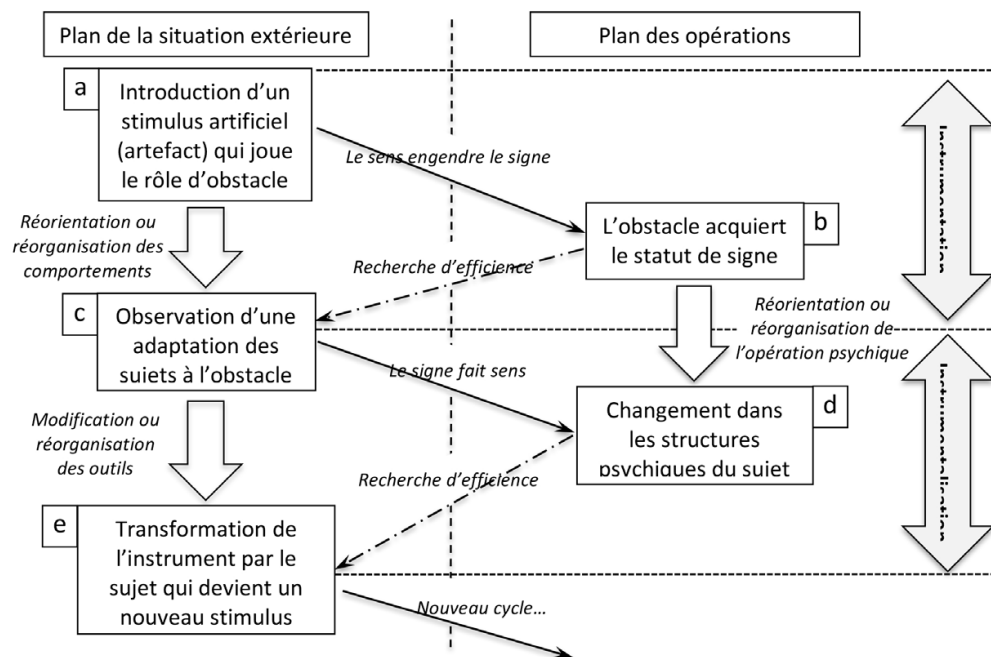 Plan de la situation extérieure
Plan des opérations
a
Introduction d'un
stimulus artificiel
(artefact) qui joue
le rôle d'obstacle
Le sens engendre le signe
Instrumentation
Réorientation ou
réorganisation des
comportements
b
L'obstacle acquiert
le statut de signe
Recherche d'efficience
c
Observation d'une
adaptation des
sujets à l'obstacle
Réorientation ou
réorganisation de
l'opération psychique
Le signe fait sens
Instrumentalisation
Modification ou
réorganisation
des outils
d
Changement dans
les structures
psychiques du sujet
Recherche d'efficience
e
Transformation de
l'instrument par le
sujet qui devient un
nouveau stimulus
Nouveau cycle...